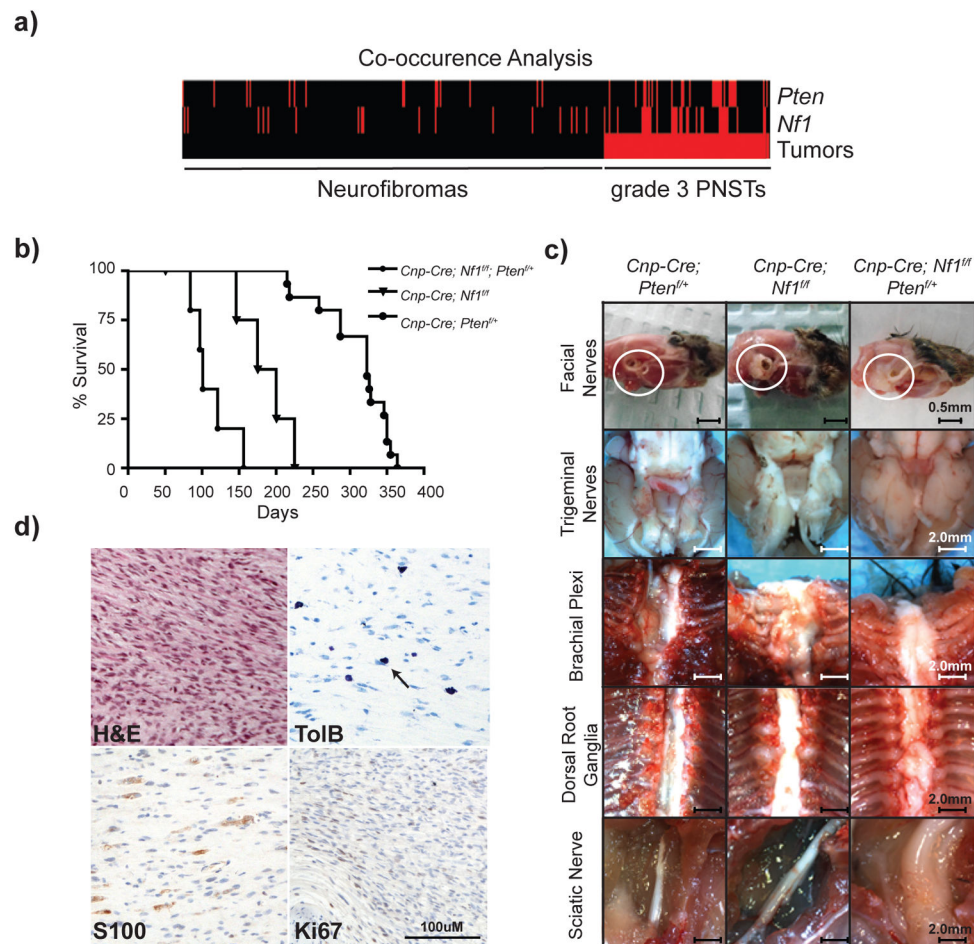 a)
Co-occurence Analysis
Pten
Nf1
Tumors
Neurofibromas
grade 3 PNSTs
b)
100
75
50
25
0
% Survival
0 50 100 150 200 250 300 350 400
Days
Cnp-Cre; Nf1f/f; Ptenf/+
Cnp-Cre; Nf1f/f
Cnp-Cre; Ptenf/+
c)
Cnp-Cre; Ptenf/+
Cnp-Cre; Nf1f/f
Cnp-Cre; Nf1f/f Ptenf/+
Facial Nerves
0.5mm
Trigeminal Nerves
2.0mm
Brachial Plexi
2.0mm
Dorsal Root Ganglia
2.0mm
Sciatic Nerve
2.0mm
d)
H&E
TolB
S100
Ki67
100uM